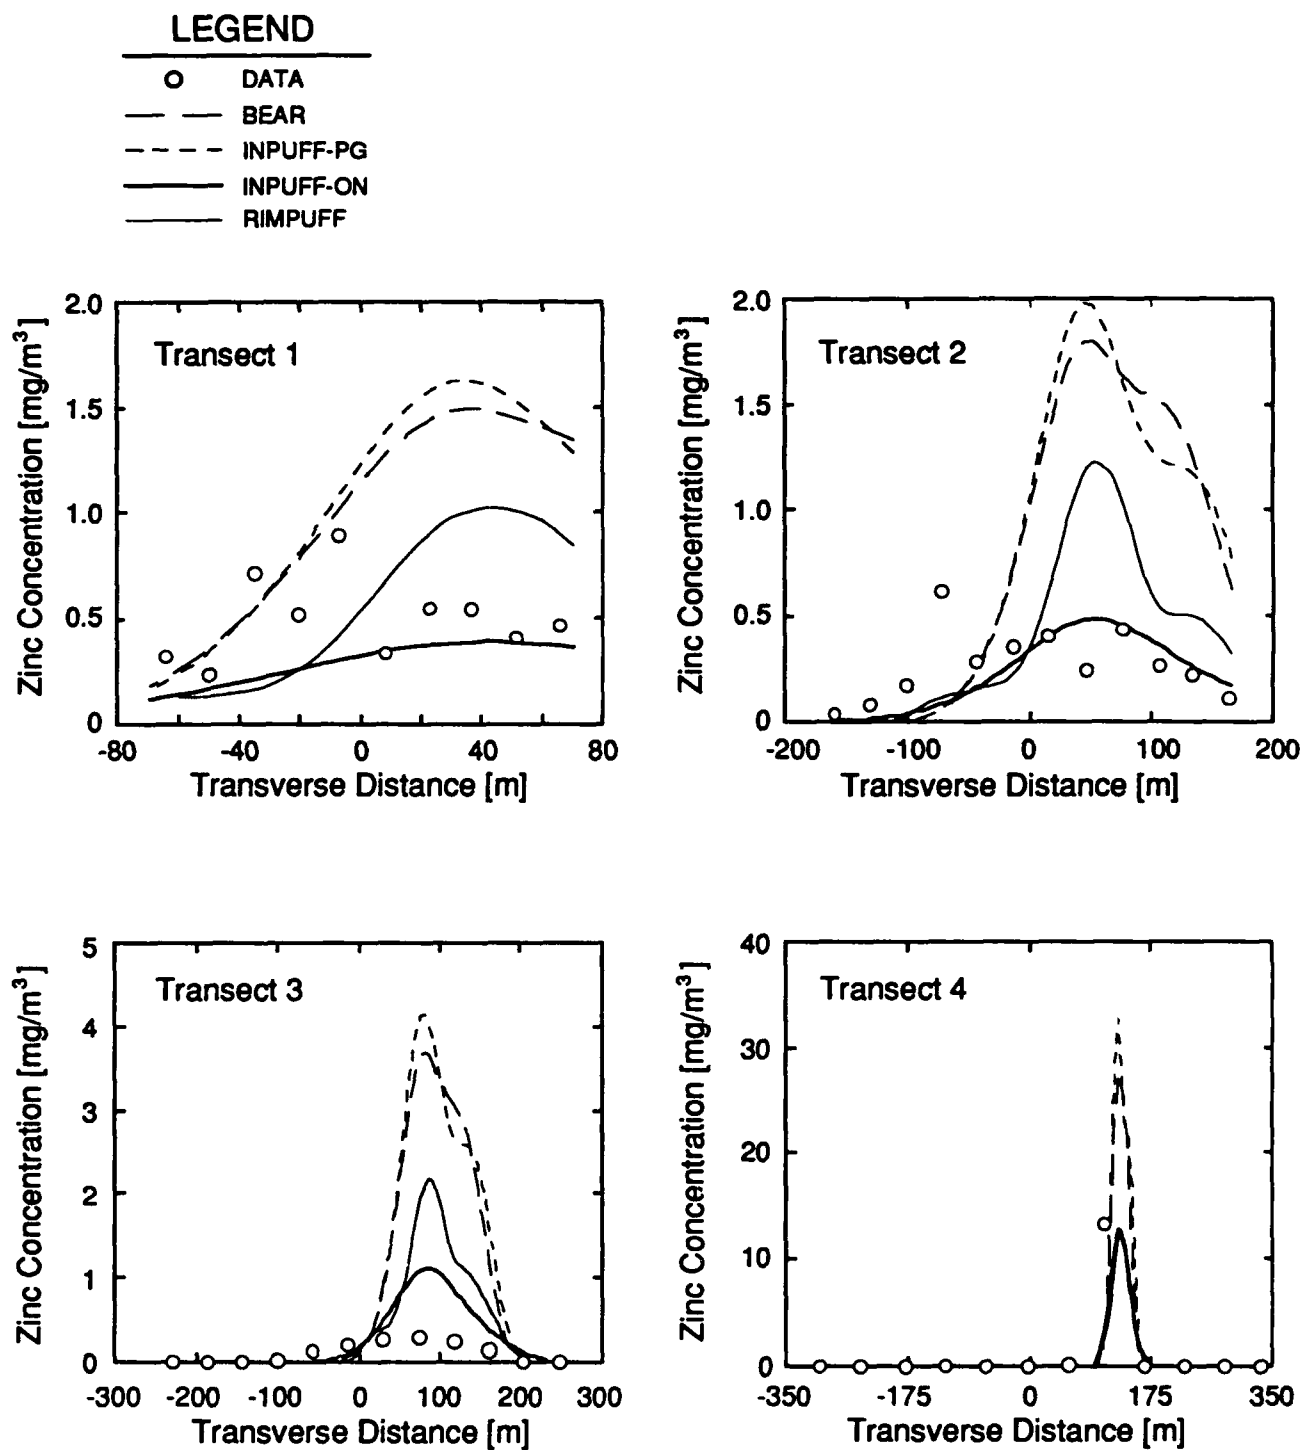 LEGEND
DATA
BEAR
INPUFF-PG
INPUFF-ON
RIMPUFF
Transect 1
Zinc Concentration [mg/m³]
2.0
1.5
1.0
0.5
0
-80 -40 0 40 80
Transverse Distance [m]
Transect 2
Zinc Concentration [mg/m³]
2.0
1.5
1.0
0.5
0
-200 -100 0 100 200
Transverse Distance [m]
Transect 3
Zinc Concentration [mg/m³]
5
4
3
2
1
0
-300 -200 -100 0 100 200 300
Transverse Distance [m]
Transect 4
Zinc Concentration [mg/m³]
40
30
20
10
0
-350 -175 0 175 350
Transverse Distance [m]